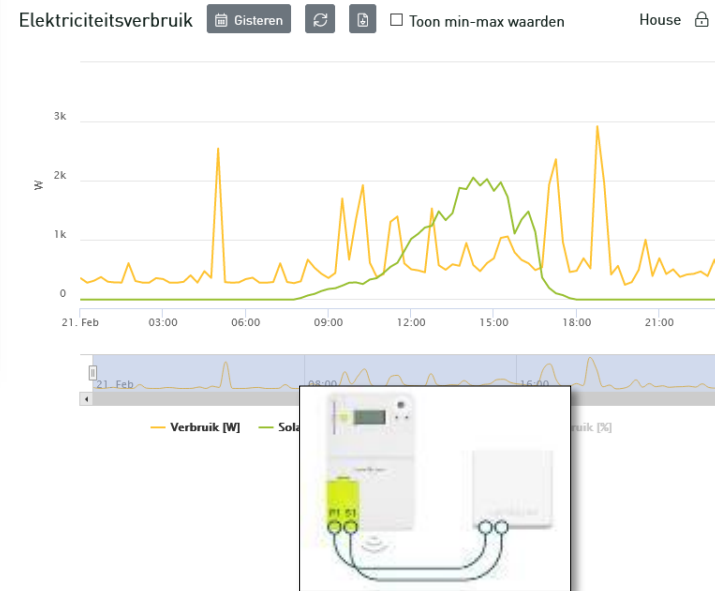 Elektriciteitsverbruik Gisteren Toon min-max waarden House
3k
2k
W
1k
0
21. Feb 03:00 06:00 09:00 12:00 15:00 18:00 21:00
21. Feb 08:00 16:00
Verbruik [W] Sola ruik [%]
P1 S1